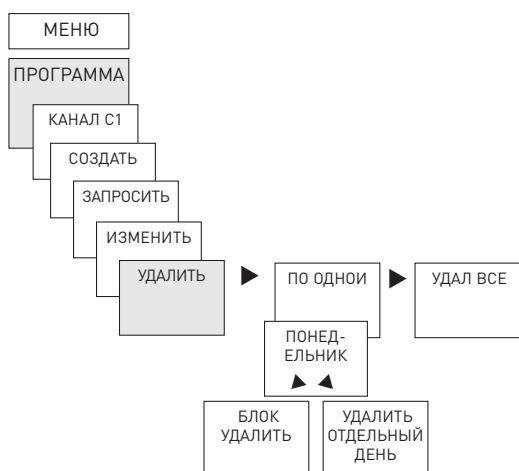 МЕНЮ
ПРОГРАММА
КАНАЛ C1
СОЗДАТЬ
ЗАПРОСИТЬ
ИЗМЕНИТЬ
УДАЛИТЬ
ПО ОДНОИ
УДАЛ ВСЕ
ПОНЕД-
ЕЛЬНИК
БЛОК
УДАЛИТЬ
УДАЛИТЬ
ОТДЕЛЬНЫЙ
ДЕНЬ